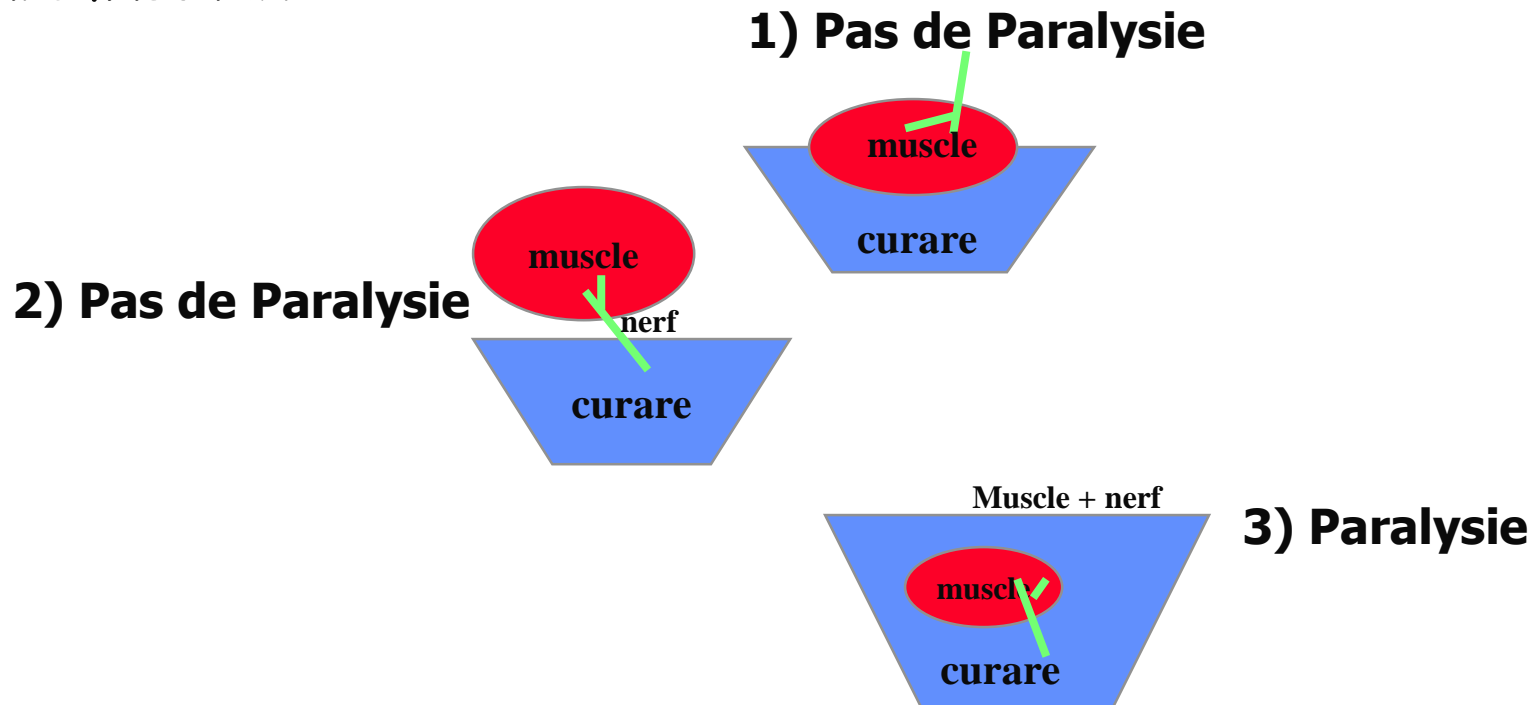 1) Pas de Paralysie
muscle
curare
muscle
2) Pas de Paralysie
nerf
curare
Muscle + nerf
3) Paralysie
muscle
curare